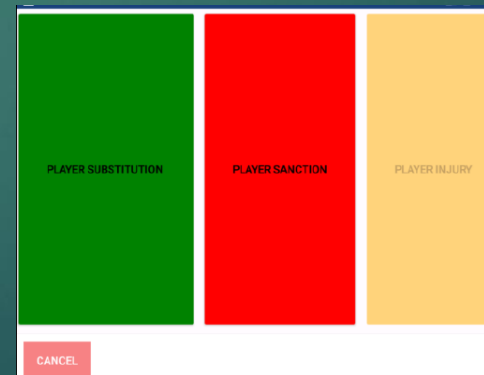 PLAYER SUBSTITUTION
PLAYER SANCTION
PLAYER INJURY
CANCEL